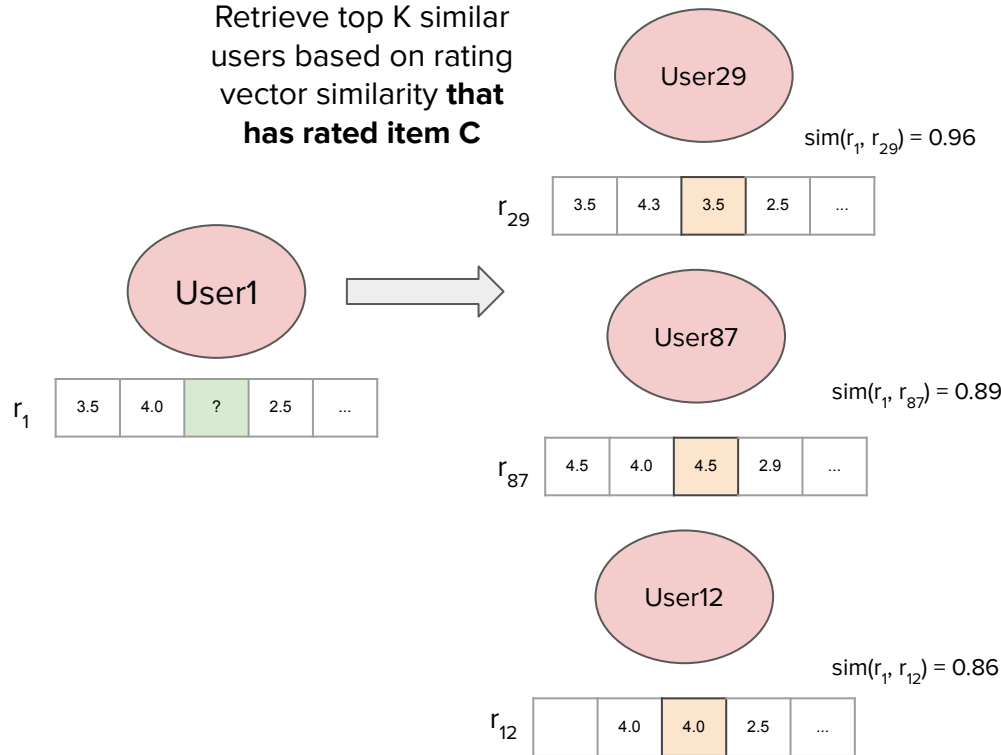 Retrieve top K similar
users based on rating
vector similarity that
has rated item C
User29
sim(r1, r29) = 0.96
r29 3.5 4.3 3.5 2.5 ...
User1
r1 3.5 4.0 ? 2.5 ...
User87
sim(r1, r87) = 0.89
r87 4.5 4.0 4.5 2.9 ...
User12
sim(r1, r12) = 0.86
r12 4.0 4.0 2.5 ...